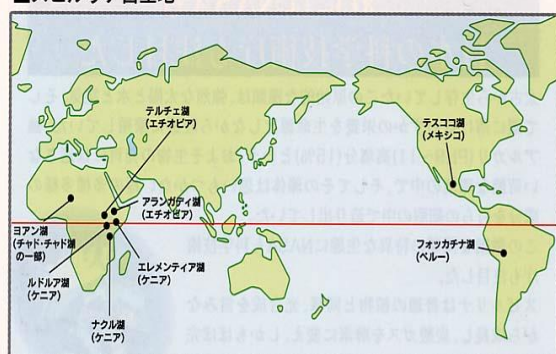 テルチェ湖
(エチオピア)
テスココ湖
(メキシコ)
アランガディ湖
(エチオピア)
ヨアン湖
(チャド・チャド湖
の一部)
エレメンティア湖
(ケニア)
フォッカチナ湖
(ペルー)
ルドルア湖
(ケニア)
ナクル湖
(ケニア)